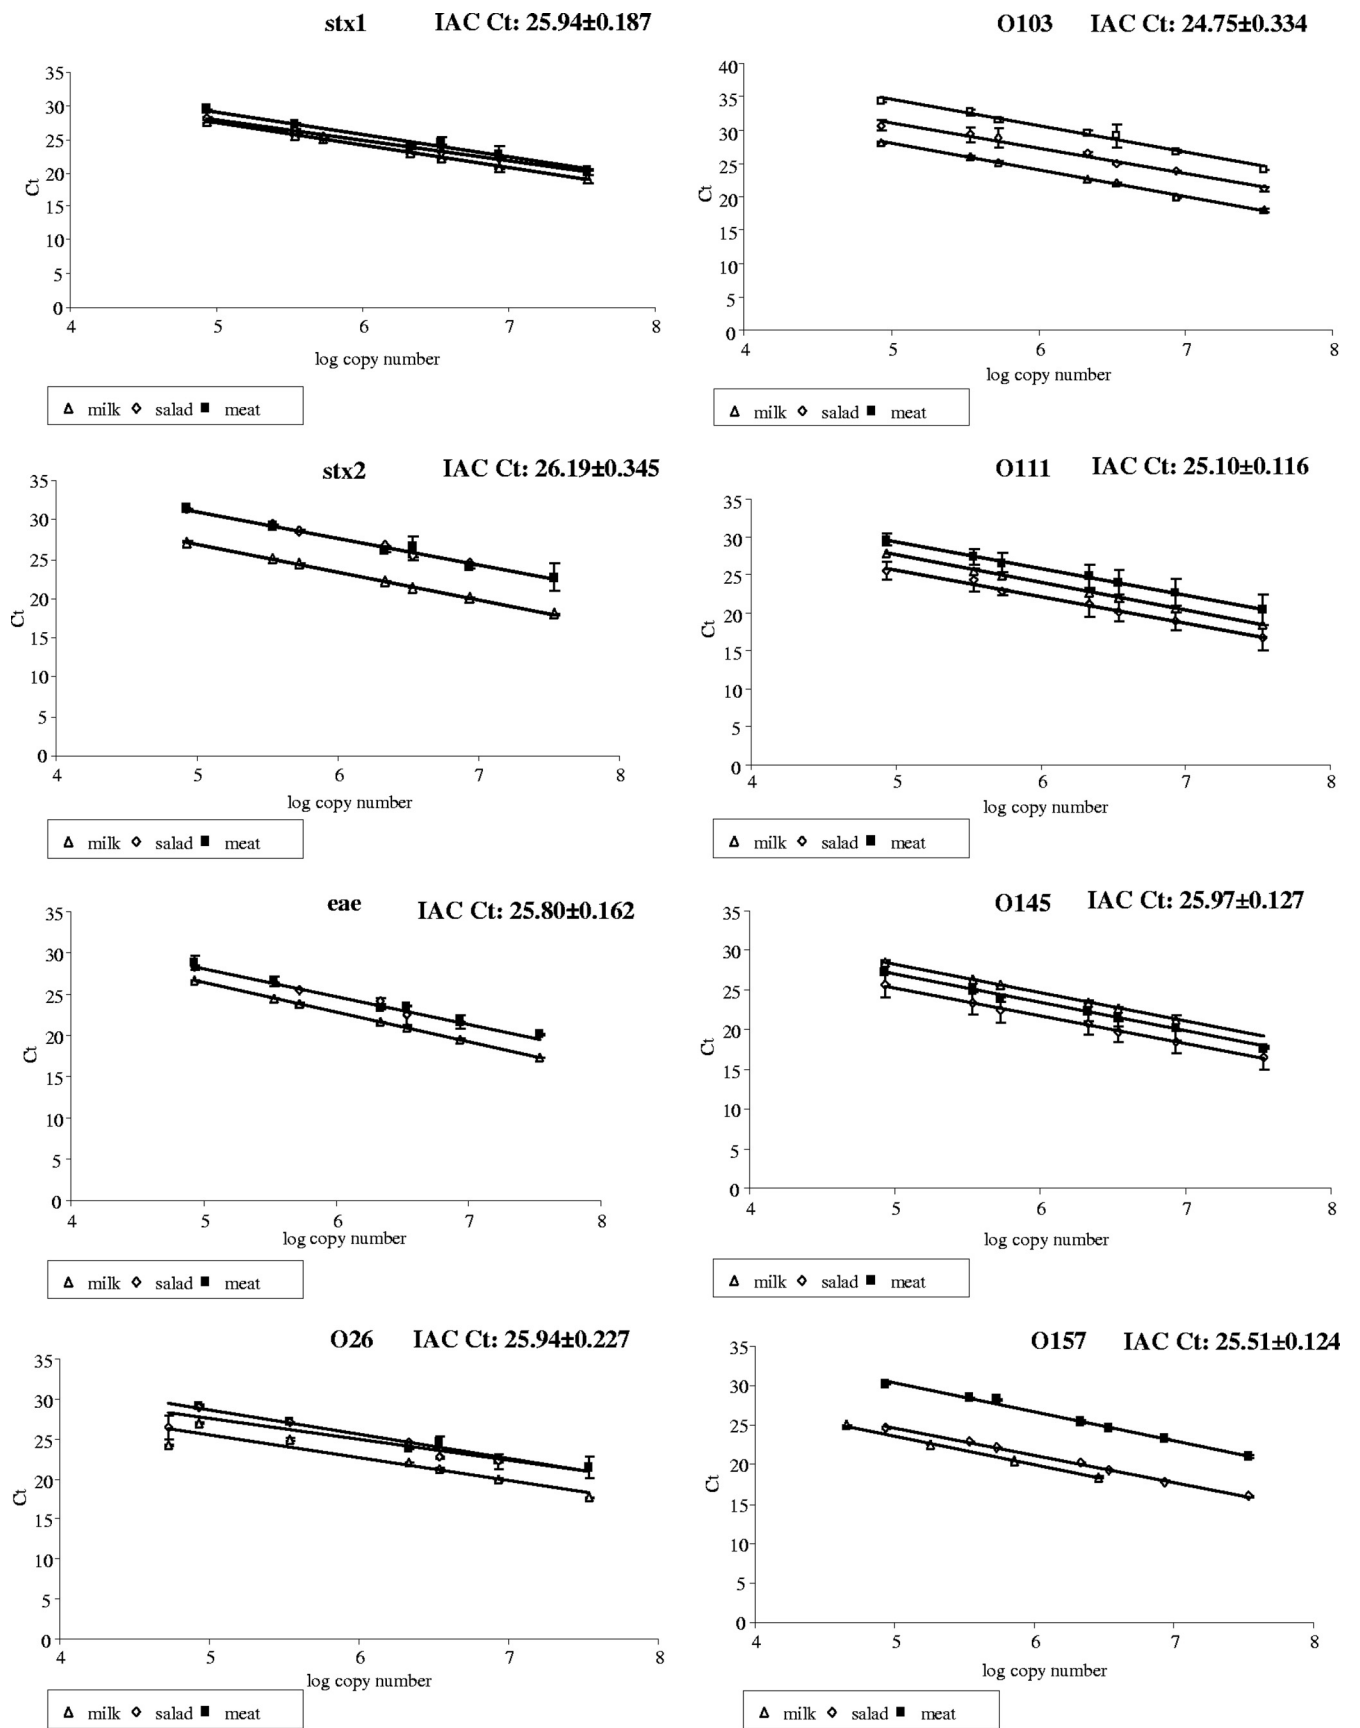 stx1 IAC Ct: 25.94±0.187
35
30
25
20
15
10
5
0
Ct
4 5 6 7 8
log copy number
milk salad meat
O103 IAC Ct: 24.75±0.334
40
35
30
25
20
15
10
5
0
Ct
4 5 6 7 8
log copy number
milk salad meat
stx2 IAC Ct: 26.19±0.345
35
30
25
20
15
10
5
0
Ct
4 5 6 7 8
log copy number
milk salad meat
O111 IAC Ct: 25.10±0.116
35
30
25
20
15
10
5
0
Ct
4 5 6 7 8
log copy number
milk salad meat
eae IAC Ct: 25.80±0.162
35
30
25
20
15
10
5
0
Ct
4 5 6 7 8
log copy number
milk salad meat
O145 IAC Ct: 25.97±0.127
35
30
25
20
15
10
5
0
Ct
4 5 6 7 8
log copy number
milk salad meat
O26 IAC Ct: 25.94±0.227
35
30
25
20
15
10
5
0
Ct
4 5 6 7 8
log copy number
milk salad meat
O157 IAC Ct: 25.51±0.124
35
30
25
20
15
10
5
0
Ct
4 5 6 7 8
log copy number
milk salad meat